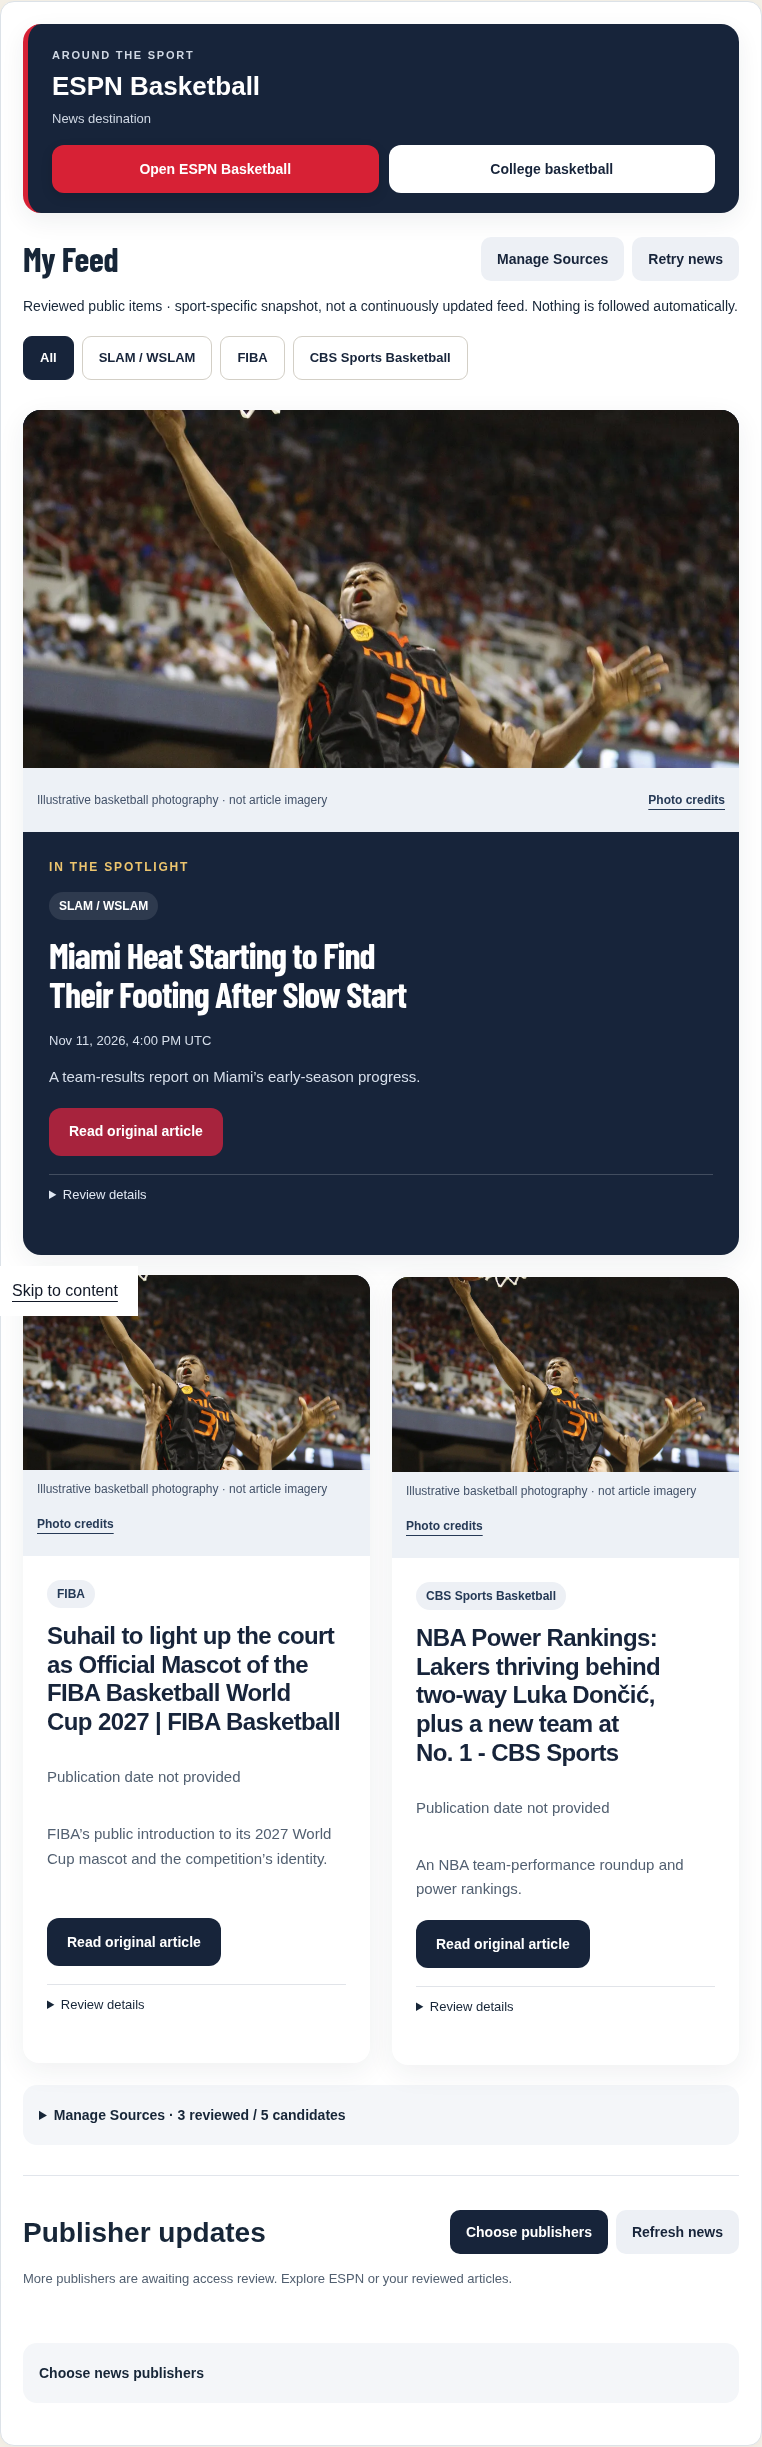 AROUND THE SPORT
ESPN Basketball
News destination
Open ESPN Basketball
College basketball
My Feed
Manage Sources
Retry news
Reviewed public items · sport-specific snapshot, not a continuously updated feed. Nothing is followed automatically.
All
SLAM / WSLAM
FIBA
CBS Sports Basketball
MIAMI
31
Illustrative basketball photography · not article imagery
Photo credits
IN THE SPOTLIGHT
SLAM / WSLAM
Miami Heat Starting to Find
Their Footing After Slow Start
Nov 11, 2026, 4:00 PM UTC
A team-results report on Miami’s early-season progress.
Read original article
Review details
Skip to content
31
Illustrative basketball photography · not article imagery
Photo credits
FIBA
Suhail to light up the court
as Official Mascot of the
FIBA Basketball World
Cup 2027 | FIBA Basketball
Publication date not provided
FIBA’s public introduction to its 2027 World
Cup mascot and the competition’s identity.
Read original article
Review details
31
Illustrative basketball photography · not article imagery
Photo credits
CBS Sports Basketball
NBA Power Rankings:
Lakers thriving behind
two-way Luka Dončić,
plus a new team at
No. 1 - CBS Sports
Publication date not provided
An NBA team-performance roundup and
power rankings.
Read original article
Review details
Manage Sources · 3 reviewed / 5 candidates
Publisher updates
Choose publishers
Refresh news
More publishers are awaiting access review. Explore ESPN or your reviewed articles.
Choose news publishers